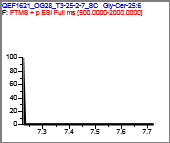 QEF1621_OG28_T3-25-2-7_SC Gly-Cer-25:6
F: FTMS + p ESI Full ms [500.0000-2000.0000]
100
80
60
40
20
0
7.3 7.4 7.5 7.6 7.7